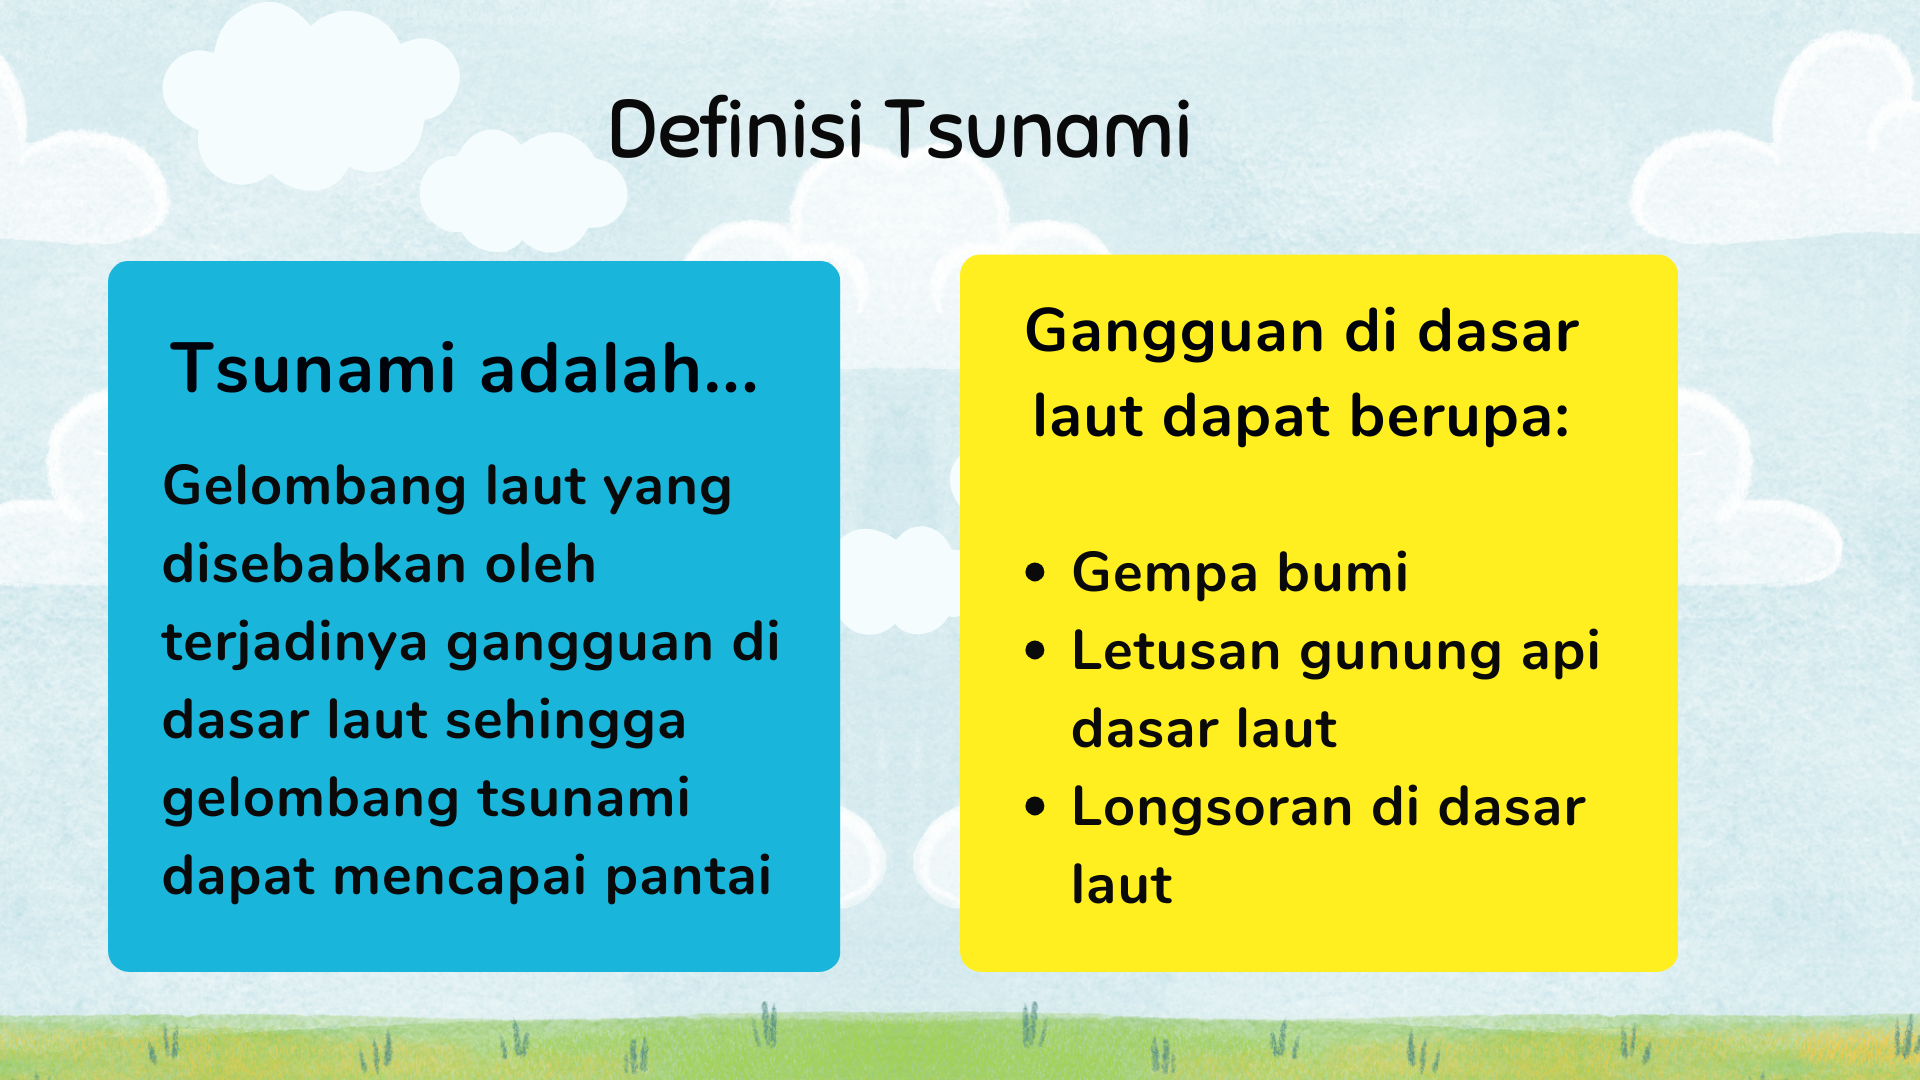 Definisi Tsunami
Tsunami adalah...
Gelombang laut yang
disebabkan oleh
terjadinya gangguan di
dasar laut sehingga
gelombang tsunami
dapat mencapai pantai
Gangguan di dasar
laut dapat berupa:
• Gempa bumi
• Letusan gunung api
dasar laut
• Longsoran di dasar
laut